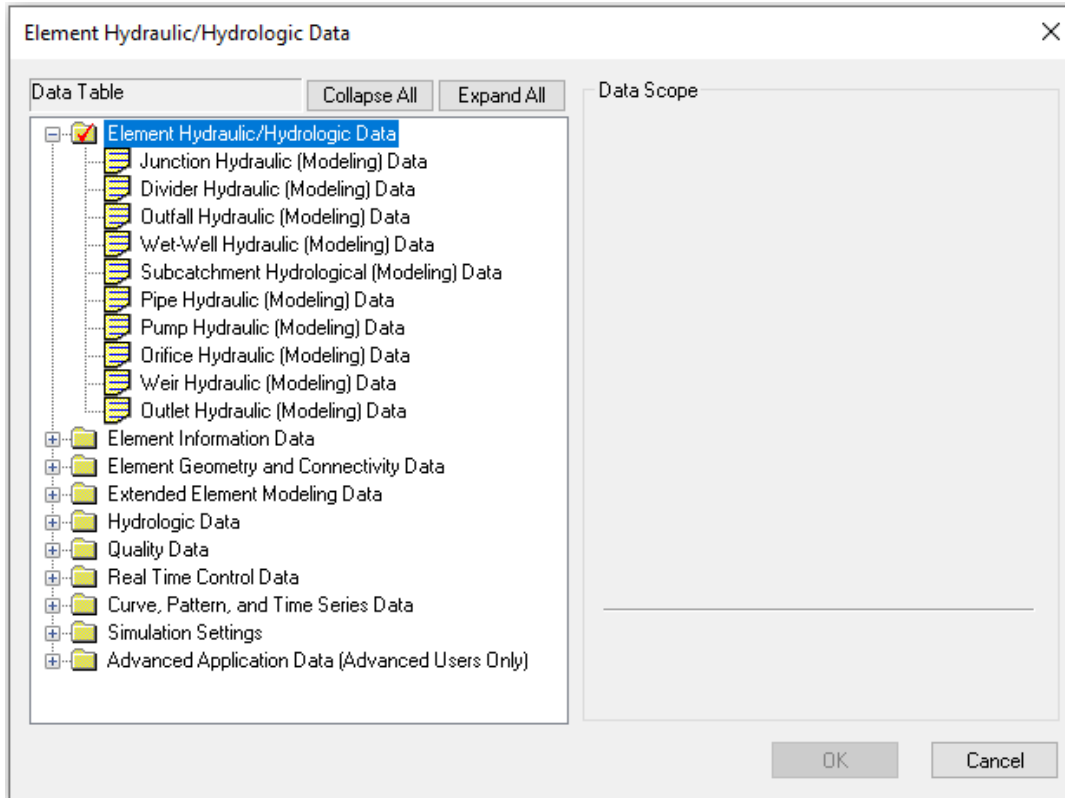 Element Hydraulic/Hydrologic Data
Data Table
Collapse All
Expand All
Data Scope
Element Hydraulic/Hydrologic Data
Junction Hydraulic (Modeling) Data
Divider Hydraulic (Modeling) Data
Outfall Hydraulic (Modeling) Data
Wet-Well Hydraulic (Modeling) Data
Subcatchment Hydrological (Modeling) Data
Pipe Hydraulic (Modeling) Data
Pump Hydraulic (Modeling) Data
Orifice Hydraulic (Modeling) Data
Weir Hydraulic (Modeling) Data
Outlet Hydraulic (Modeling) Data
Element Information Data
Element Geometry and Connectivity Data
Extended Element Modeling Data
Hydrologic Data
Quality Data
Real Time Control Data
Curve, Pattern, and Time Series Data
Simulation Settings
Advanced Application Data (Advanced Users Only)
OK
Cancel